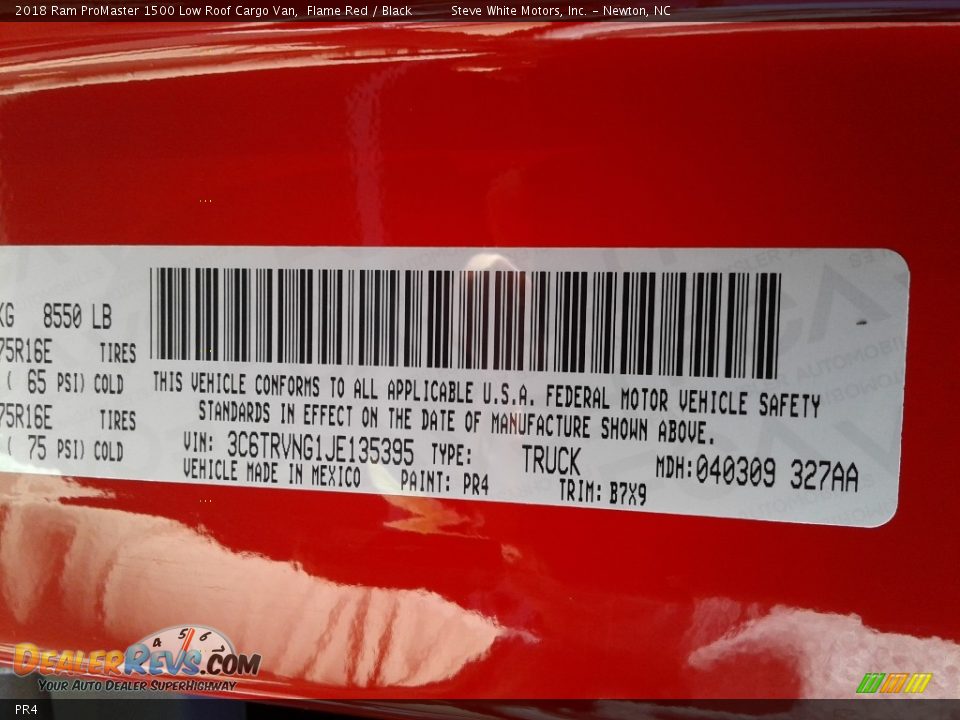 2018 Ram ProMaster 1500 Low Roof Cargo Van, Flame Red / Black Steve White Motors, Inc. – Newton, NC
KG 8550 LB
75R16E TIRES
( 65 PSI) COLD
75R16E TIRES
( 75 PSI) COLD
THIS VEHICLE CONFORMS TO ALL APPLICABLE U.S.A. FEDERAL MOTOR VEHICLE SAFETY
STANDARDS IN EFFECT ON THE DATE OF MANUFACTURE SHOWN ABOVE.
VIN: 3C6TRVNG1JE135395 TYPE: TRUCK MDH:040309 327AA
VEHICLE MADE IN MEXICO PAINT: PR4 TRIM: B7X9
4 5 6
DEALERREVS.COM
YOUR AUTO DEALER SUPERHIGHWAY
PR4